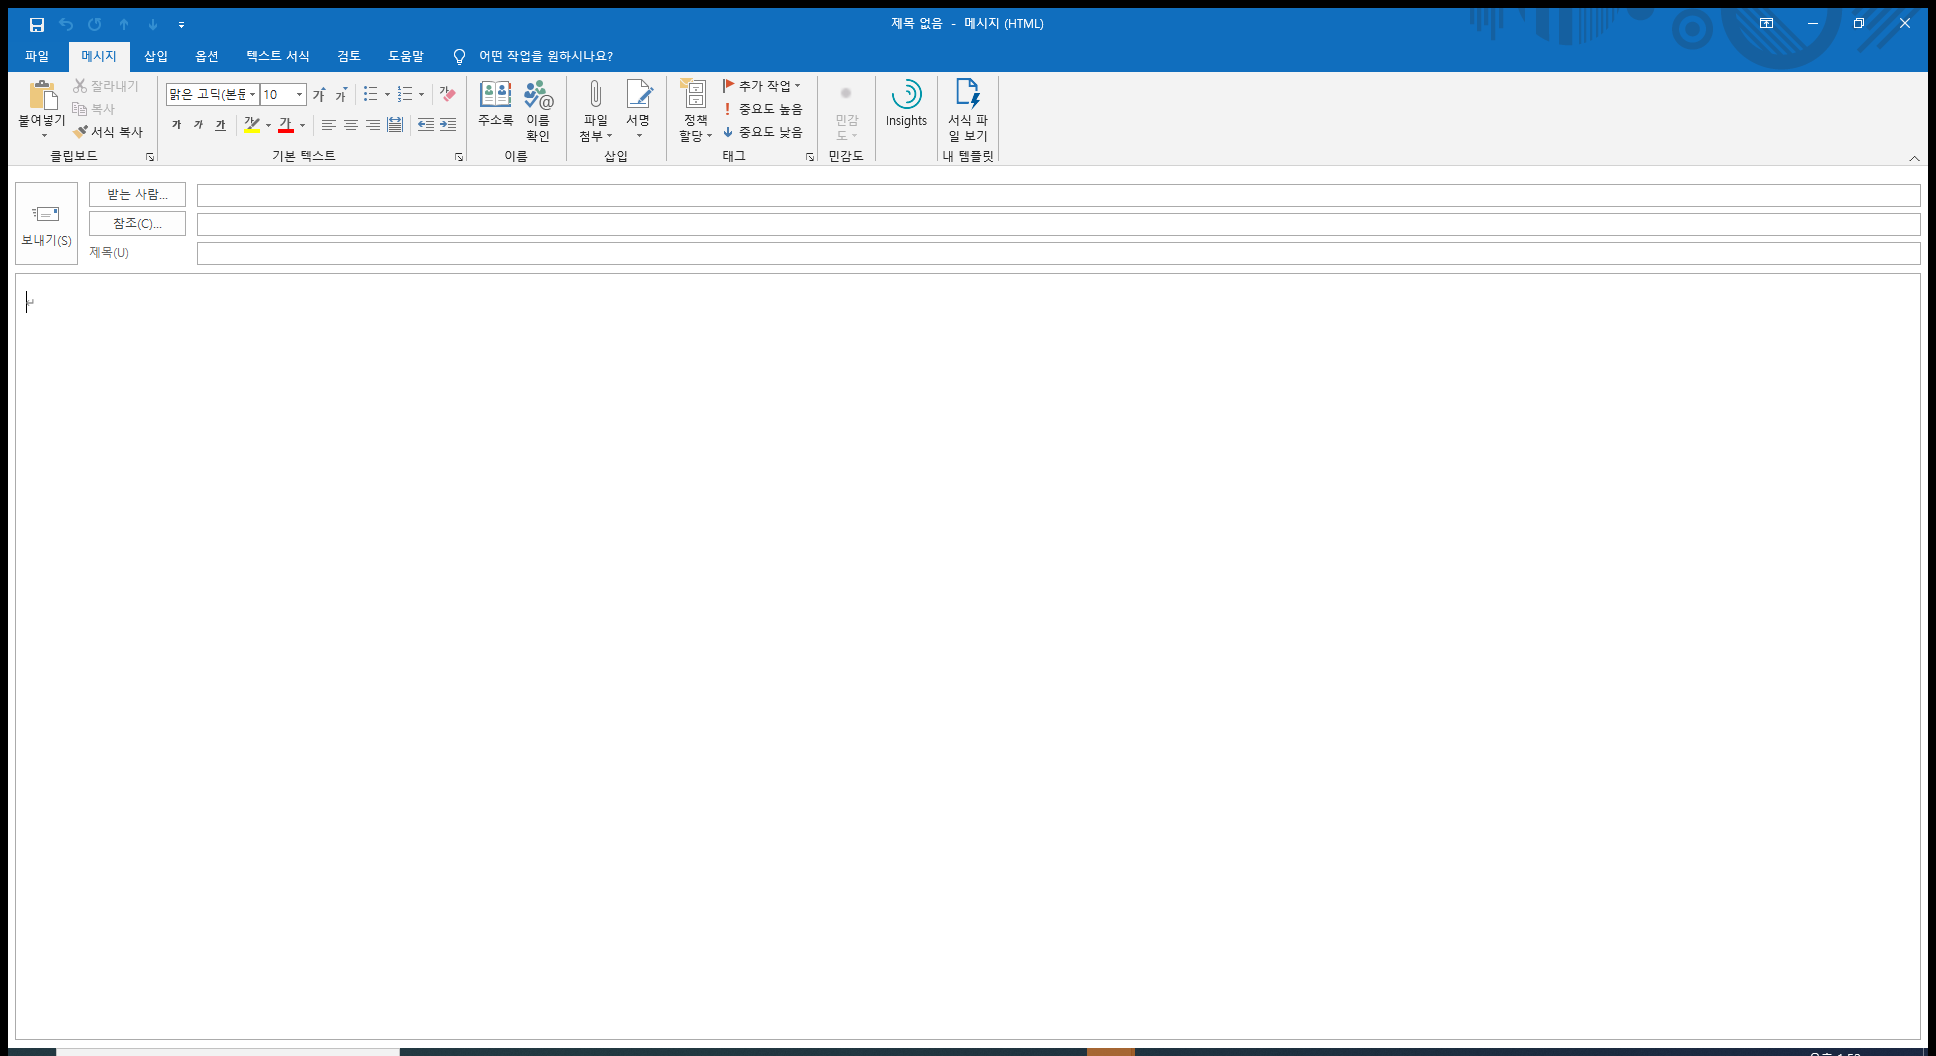 제목 없음 - 메시지 (HTML)
파일 메시지 삽입 옵션 텍스트 서식 검토 도움말 어떤 작업을 원하시나요?
붙여넣기
잘라내기
복사
서식 복사
클립보드
맑은 고딕(본문 10
가 가
가 가 가 가 가
기본 텍스트
주소록
이름
확인
이름
파일
첨부
서명
삽입
정책
할당
추가 작업
중요도 높음
중요도 낮음
태그
민감
도
민감도
Insights
서식 파
일 보기
내 템플릿
보내기(S)
받는 사람...
참조(C)...
제목(U)